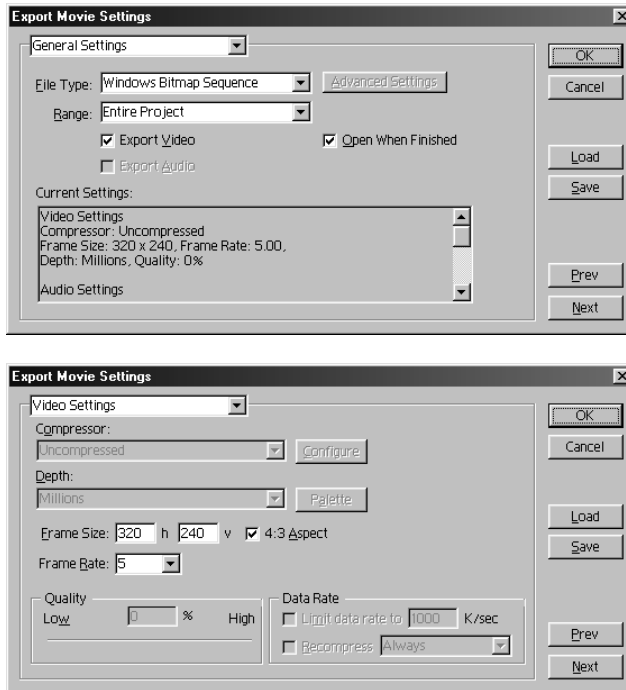 Export Movie Settings
General Settings
OK
File Type: Windows Bitmap Sequence Advanced Settings
Cancel
Range: Entire Project
Export Video Open When Finished
Export Audio
Load
Current Settings:
Save
Video Settings
Compressor: Uncompressed
Frame Size: 320 x 240, Frame Rate: 5.00,
Depth: Millions, Quality: 0%
Prev
Audio Settings
Next
Export Movie Settings
Video Settings
OK
Compressor:
Uncompressed Configure
Cancel
Depth:
Millions Palette
Load
Frame Size: 320 h 240 v 4:3 Aspect
Save
Frame Rate: 5
Quality Data Rate
Low 0 % High Limit data rate to 1000 K/sec
Prev
Recompress Always
Next